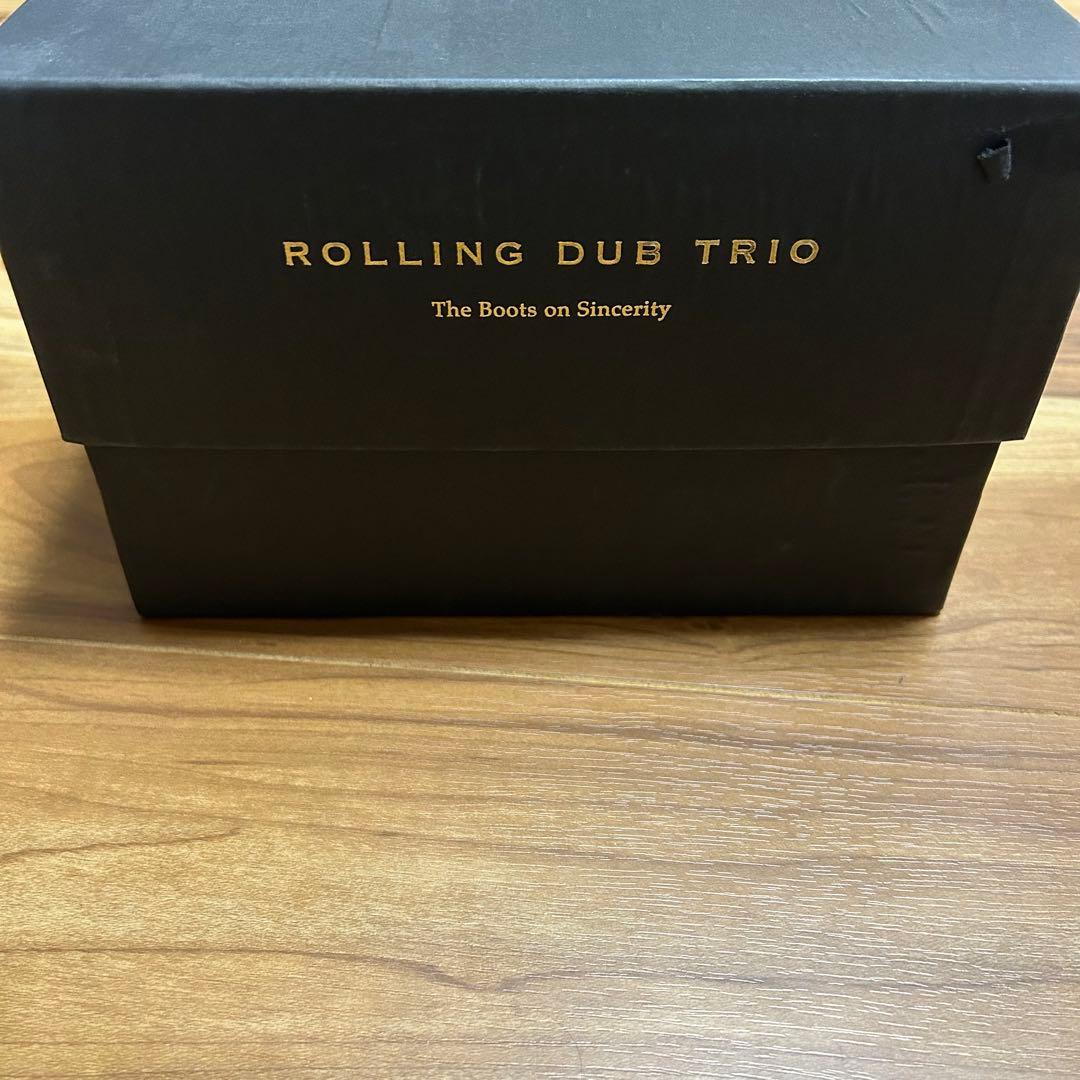 ROLLING DUB TRIO
The Boots on Sincerity